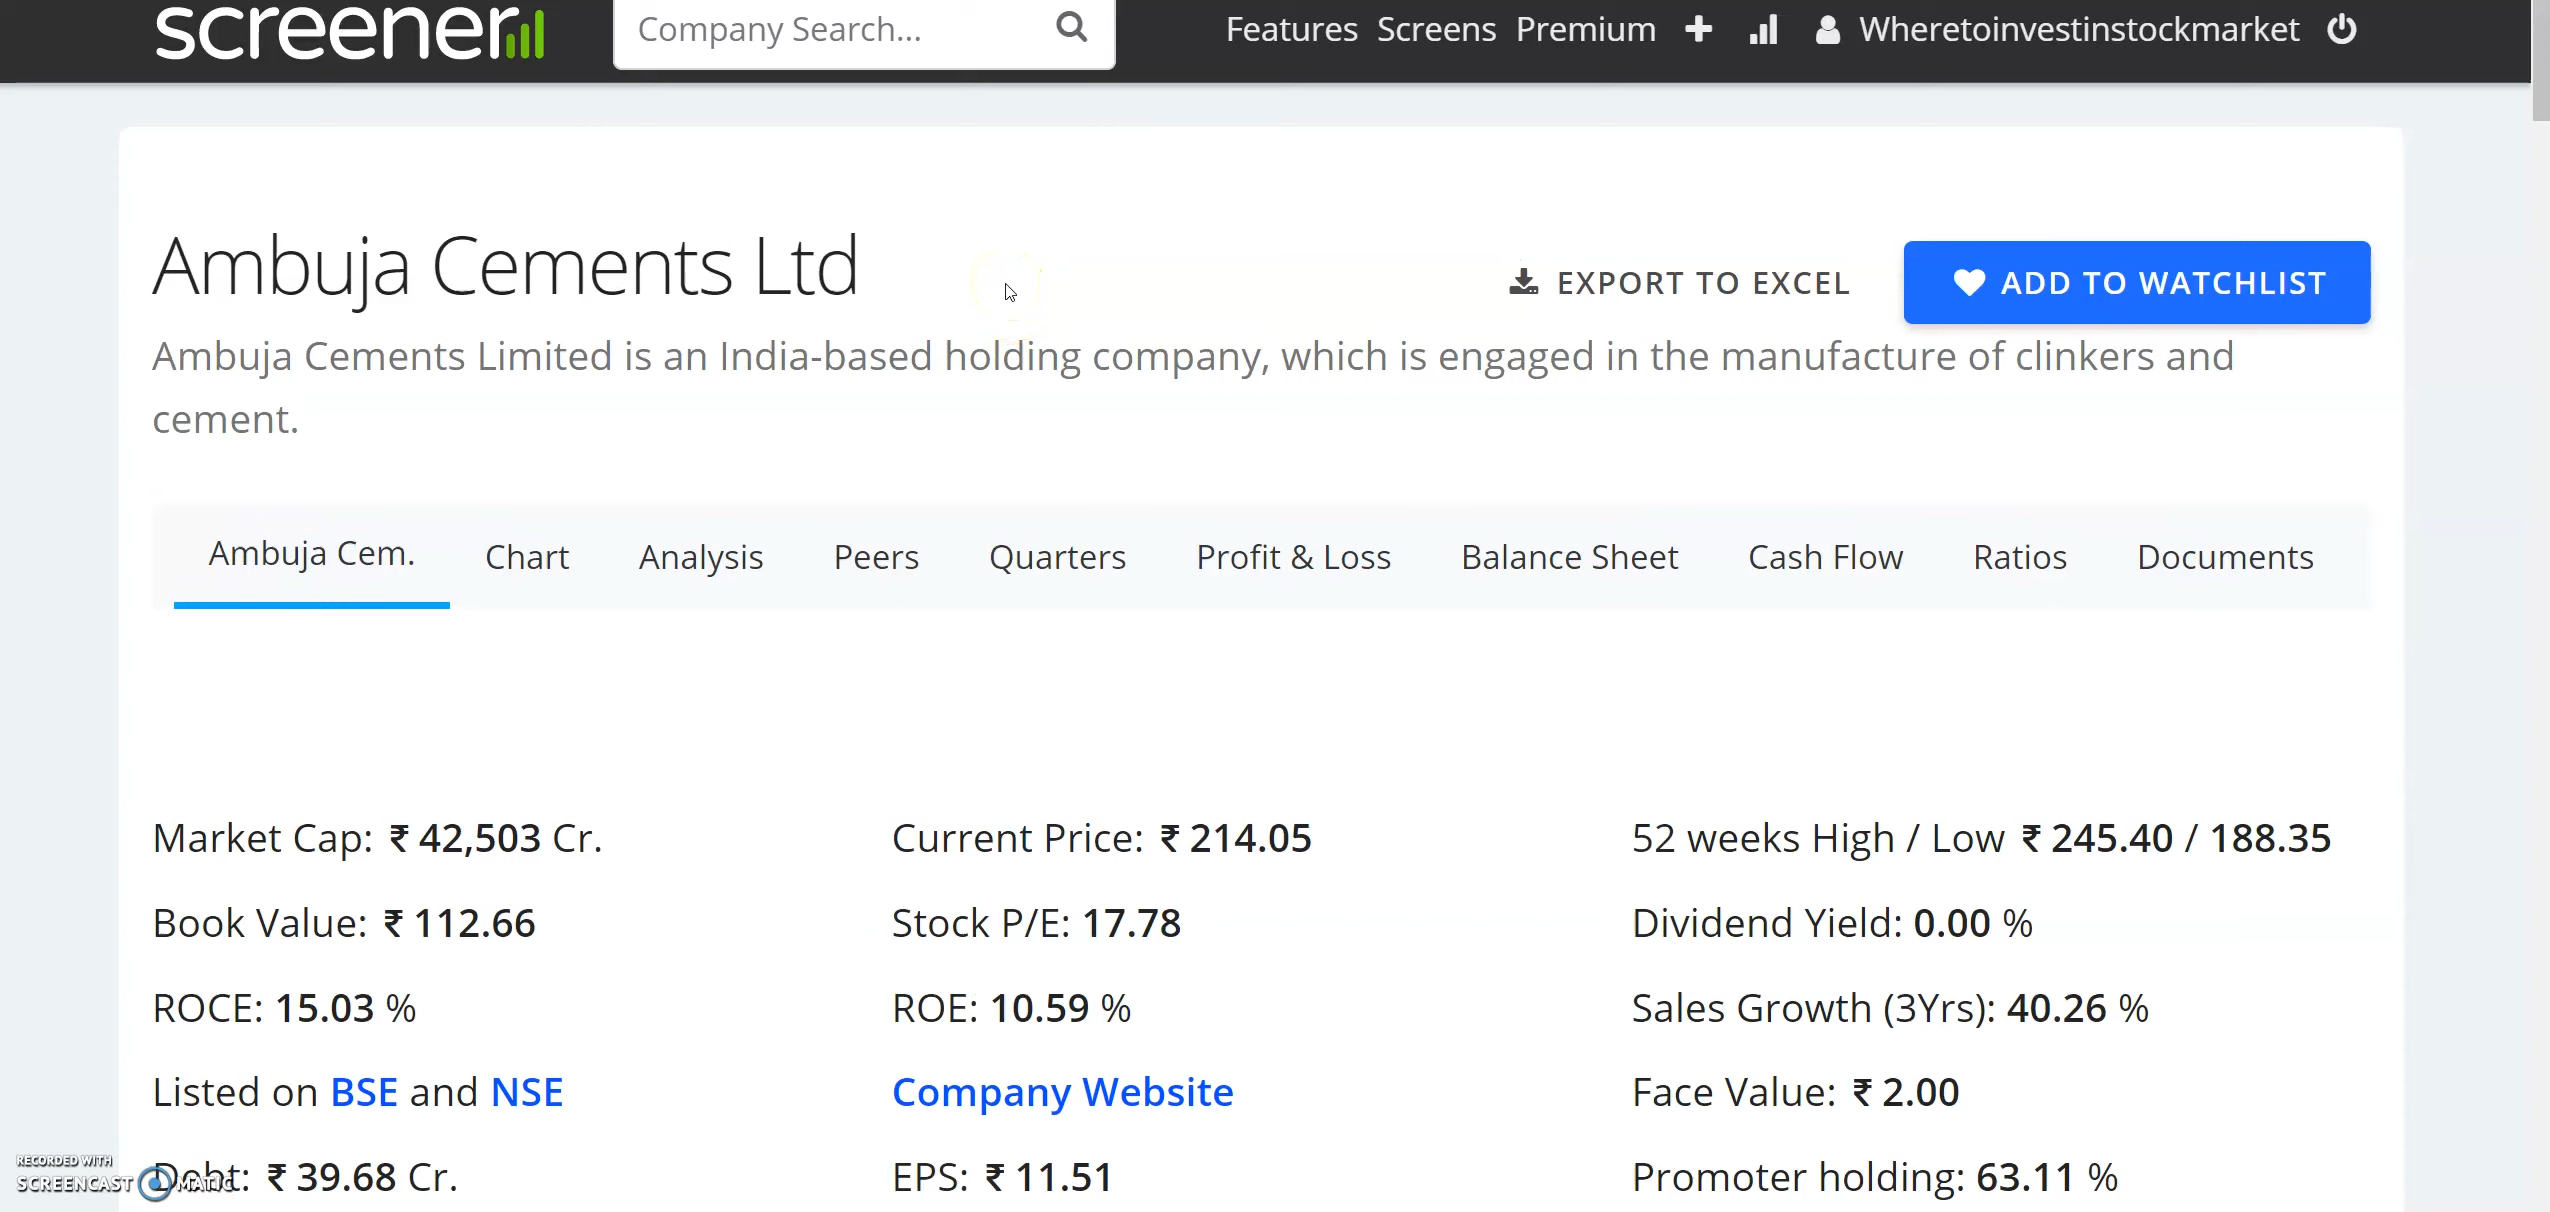 screener
Company Search...
Features Screens Premium Wheretoinvestinstockmarket
Ambuja Cements Ltd
EXPORT TO EXCEL
ADD TO WATCHLIST
Ambuja Cements Limited is an India-based holding company, which is engaged in the manufacture of clinkers and
cement.
Ambuja Cem. Chart Analysis Peers Quarters Profit & Loss Balance Sheet Cash Flow Ratios Documents
Market Cap: ₹ 42,503 Cr.
Current Price: ₹ 214.05
52 weeks High / Low ₹ 245.40 / 188.35
Book Value: ₹ 112.66
Stock P/E: 17.78
Dividend Yield: 0.00 %
ROCE: 15.03 %
ROE: 10.59 %
Sales Growth (3Yrs): 40.26 %
Listed on BSE and NSE
Company Website
Face Value: ₹ 2.00
Debt: ₹ 39.68 Cr.
EPS: ₹ 11.51
Promoter holding: 63.11 %
RECORDED WITH
SCREENCAST MATIC